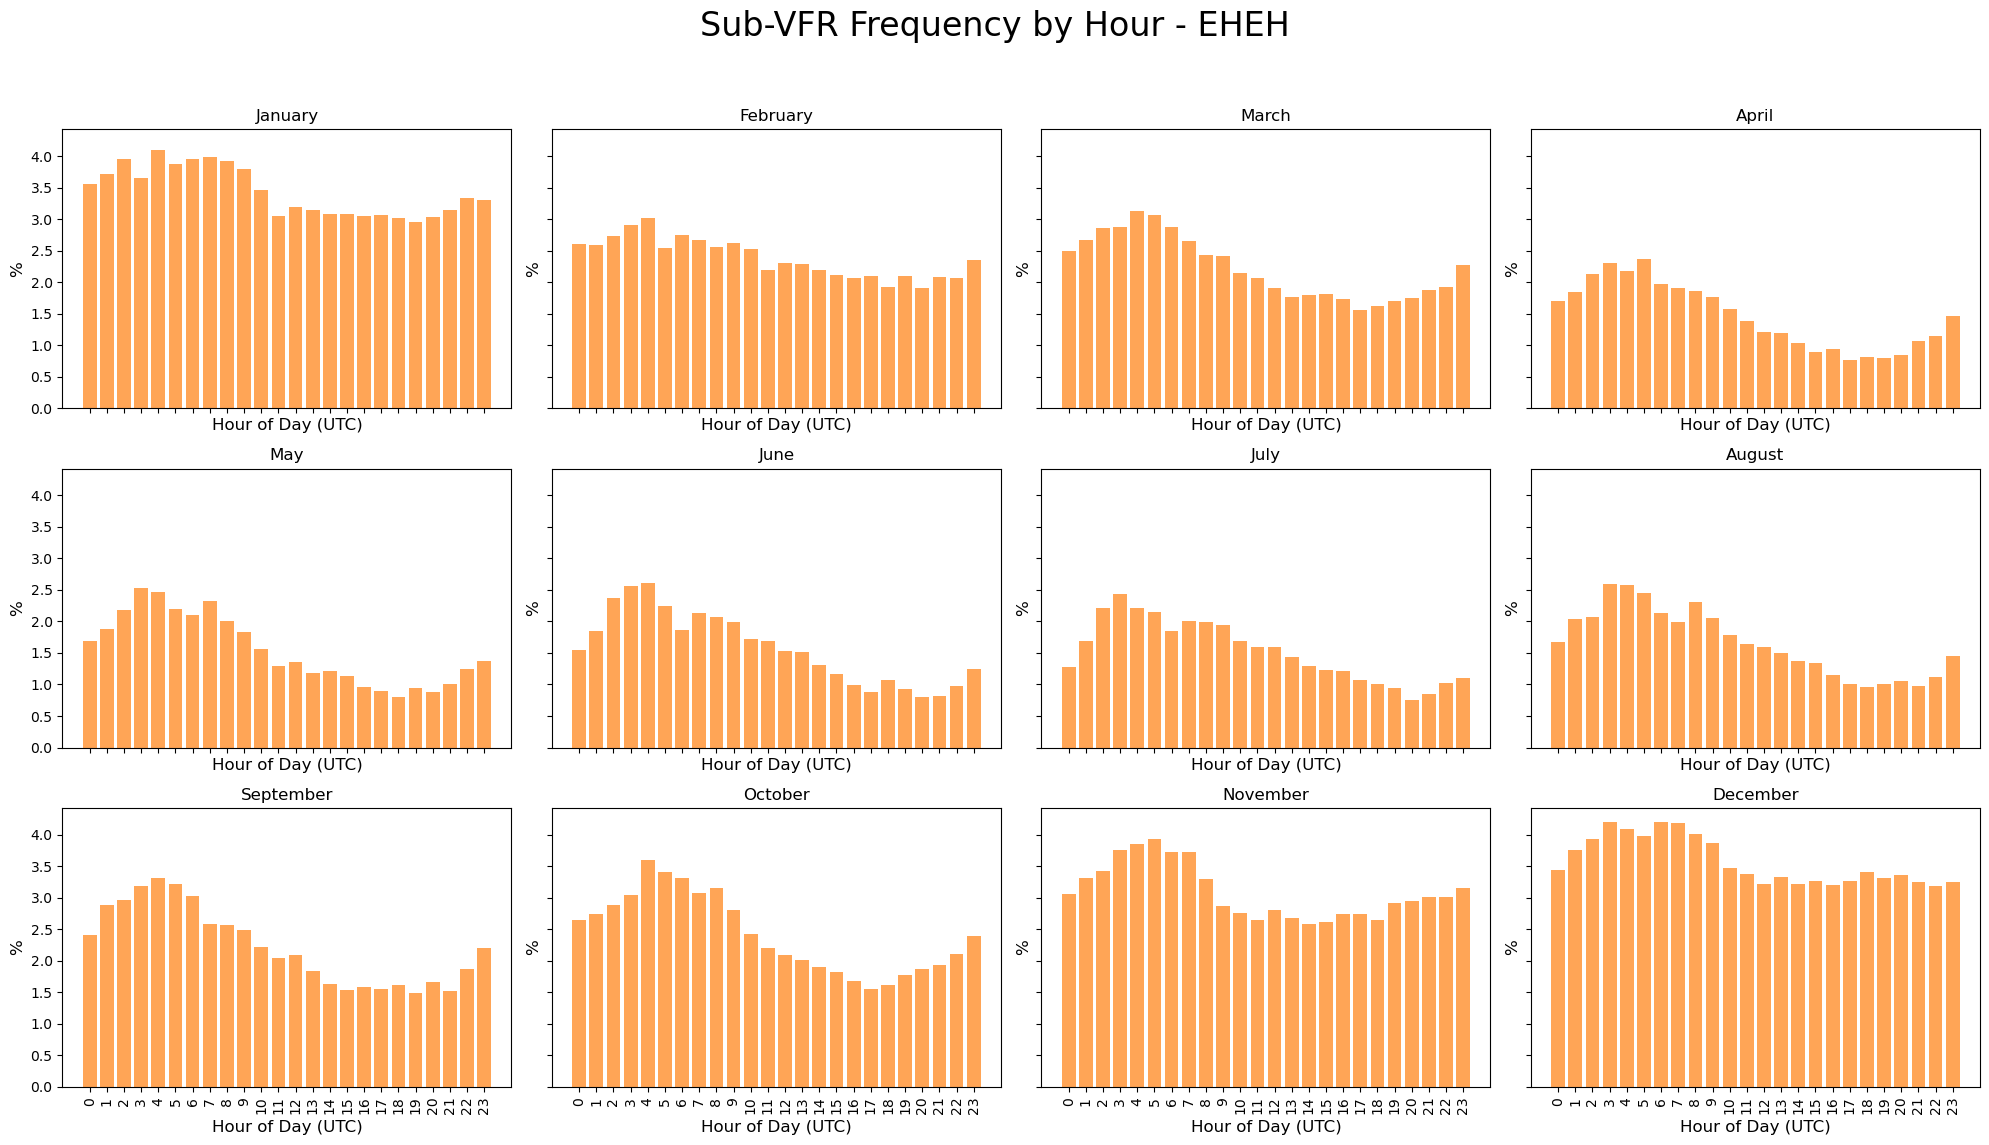 Sub-VFR Frequency by Hour - EHEH
January
February
March
April
4.0
3.5
3.0
2.5
2.0
1.5
1.0
0.5
0.0
%
%
%
%
Hour of Day (UTC)
Hour of Day (UTC)
Hour of Day (UTC)
Hour of Day (UTC)
May
June
July
August
4.0
3.5
3.0
2.5
2.0
1.5
1.0
0.5
0.0
%
%
%
%
Hour of Day (UTC)
Hour of Day (UTC)
Hour of Day (UTC)
Hour of Day (UTC)
September
October
November
December
4.0
3.5
3.0
2.5
2.0
1.5
1.0
0.5
0.0
%
%
%
%
0 1 2 3 4 5 6 7 8 9 10 11 12 13 14 15 16 17 18 19 20 21 22 23
0 1 2 3 4 5 6 7 8 9 10 11 12 13 14 15 16 17 18 19 20 21 22 23
0 1 2 3 4 5 6 7 8 9 10 11 12 13 14 15 16 17 18 19 20 21 22 23
0 1 2 3 4 5 6 7 8 9 10 11 12 13 14 15 16 17 18 19 20 21 22 23
Hour of Day (UTC)
Hour of Day (UTC)
Hour of Day (UTC)
Hour of Day (UTC)